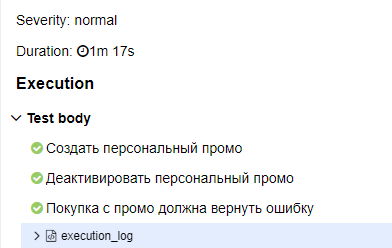 Severity: normal
Duration: 1m 17s
Execution
Test body
Создать персональный промо
Деактивировать персональный промо
Покупка с промо должна вернуть ошибку
execution_log